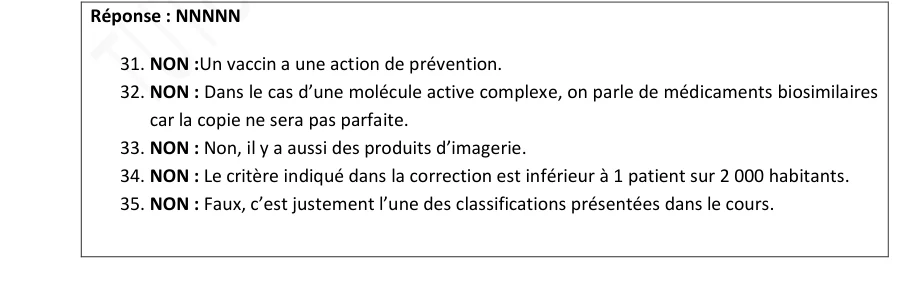 Réponse : NNNNN
31. NON :Un vaccin a une action de prévention.
32. NON : Dans le cas d’une molécule active complexe, on parle de médicaments biosimilaires
car la copie ne sera pas parfaite.
33. NON : Non, il y a aussi des produits d’imagerie.
34. NON : Le critère indiqué dans la correction est inférieur à 1 patient sur 2 000 habitants.
35. NON : Faux, c’est justement l’une des classifications présentées dans le cours.